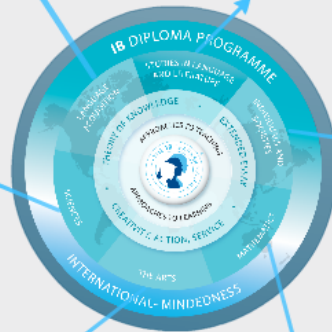 IB DIPLOMA PROGRAMME
STUDIES IN LANGUAGE
AND LITERATURE
LANGUAGE
ACQUISITION
INDIVIDUALS AND
SOCIETIES
THEORY OF KNOWLEDGE
EXTENDED ESSAY
APPROACHES TO TEACHING
APPROACHES TO LEARNING
CREATIVITY, ACTION, SERVICE
SCIENCES
MATHEMATICS
THE ARTS
INTERNATIONAL-MINDEDNESS